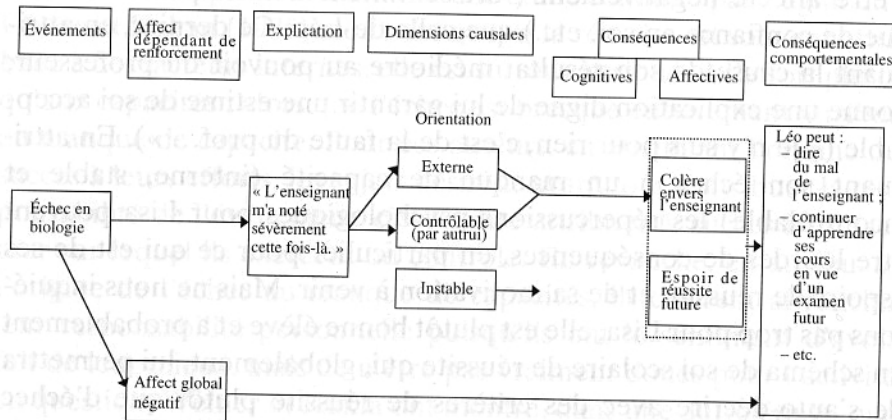 Événements
Affect
dépendant de
renforcement
Explication
Dimensions causales
Conséquences
Cognitives
Affectives
Conséquences
comportementales
Orientation
Externe
Contrôlable
(par autrui)
Instable
Échec en
biologie
« L'enseignant
m'a noté
sévèrement
cette fois-là. »
Colère
envers
l'enseignant
Espoir de
réussite
future
Léo peut :
– dire
du mal
de
l'enseignant ;
– continuer
d'apprendre
ses
cours
en vue
d'un
examen
futur
– etc.
Affect global
négatif